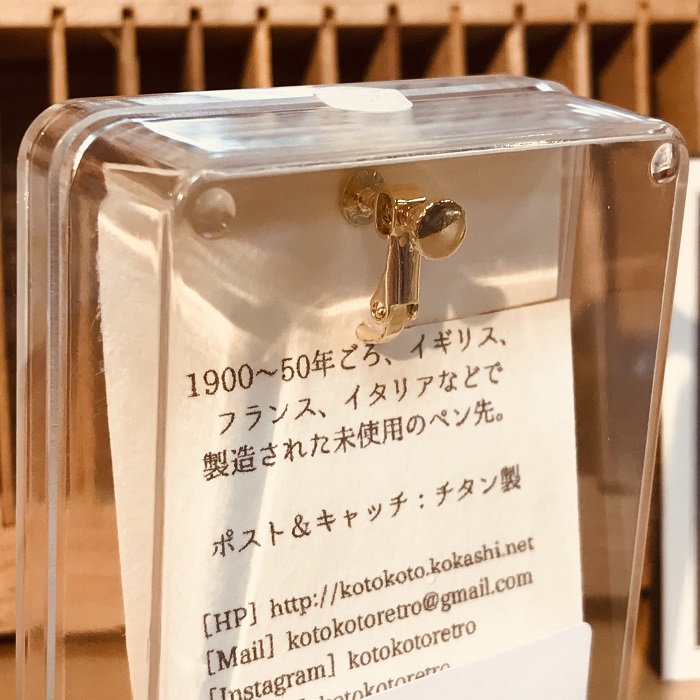 1900～50年ごろ、イギリス、
フランス、イタリアなどで
製造された未使用のペン先。
ポスト＆キャッチ：チタン製
[HP] http://kotokoto.kokashi.net
[Mail] kotokotoretro@gmail.com
[Instagram] kotokotoretro
kotokotoretro